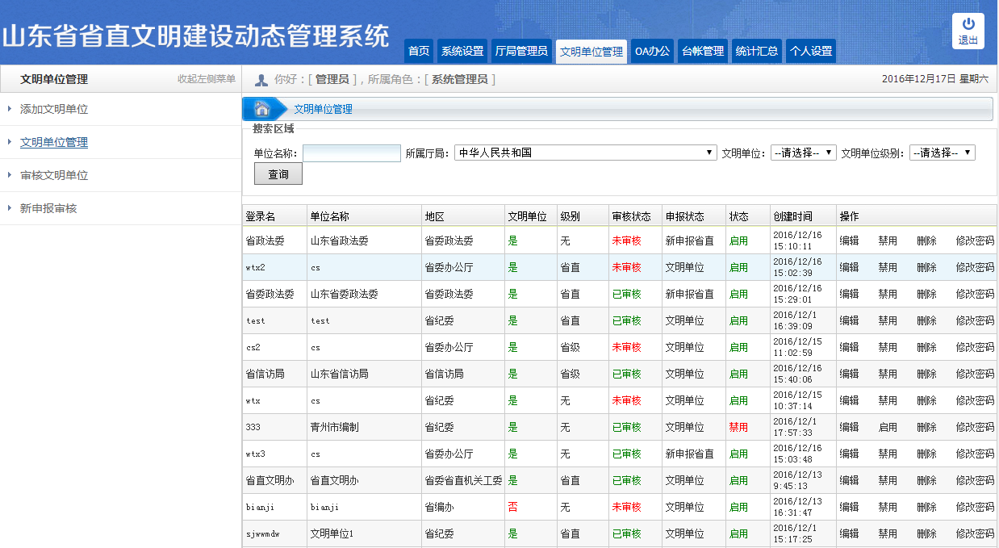 山东省省直文明建设动态管理系统
首页 系统设置 厅局管理员 文明单位管理 OA办公 台帐管理 统计汇总 个人设置
退出
文明单位管理 收起左侧菜单
你好：[ 管理员 ]，所属角色：[ 系统管理员 ]
2016年12月17日 星期六
添加文明单位
文明单位管理
审核文明单位
新申报审核
文明单位管理
搜索区域
单位名称： 所属厅局： 中华人民共和国 文明单位： --请选择-- 文明单位级别： --请选择--
查询
登录名 单位名称 地区 文明单位 级别 审核状态 申报状态 状态 创建时间 操作
省政法委 山东省政法委 省委政法委 是 无 未审核 新申报省直 启用 2016/12/16 15:10:11 编辑 禁用 删除 修改密码
wtx2 cs 省委办公厅 是 省直 未审核 文明单位 启用 2016/12/16 15:02:39 编辑 禁用 删除 修改密码
省委政法委 山东省委政法委 省委政法委 是 省直 已审核 新申报省直 启用 2016/12/16 15:29:01 编辑 禁用 删除 修改密码
test test 省纪委 是 省直 已审核 文明单位 启用 2016/12/1 16:39:09 编辑 禁用 删除 修改密码
cs2 cs 省委办公厅 是 省级 未审核 文明单位 启用 2016/12/15 11:02:59 编辑 禁用 删除 修改密码
省信访局 山东省信访局 省信访局 是 省级 已审核 文明单位 启用 2016/12/16 15:40:06 编辑 禁用 删除 修改密码
wtx cs 省纪委 是 无 未审核 文明单位 启用 2016/12/15 10:37:14 编辑 禁用 删除 修改密码
333 青州市编制 省纪委 是 无 已审核 文明单位 禁用 2016/12/1 17:57:33 编辑 启用 删除 修改密码
wtx3 cs 省委办公厅 是 无 已审核 新申报省直 启用 2016/12/16 15:03:48 编辑 禁用 删除 修改密码
省直文明办 省直文明办 省委省直机关工委 是 省直 已审核 文明单位 启用 2016/12/13 9:45:13 编辑 禁用 删除 修改密码
bianji bianji 省编办 否 无 未审核 文明单位 启用 2016/12/13 16:31:47 编辑 禁用 删除 修改密码
sjwwmdw 文明单位1 省纪委 是 省直 已审核 文明单位 启用 2016/12/1 15:17:25 编辑 禁用 删除 修改密码